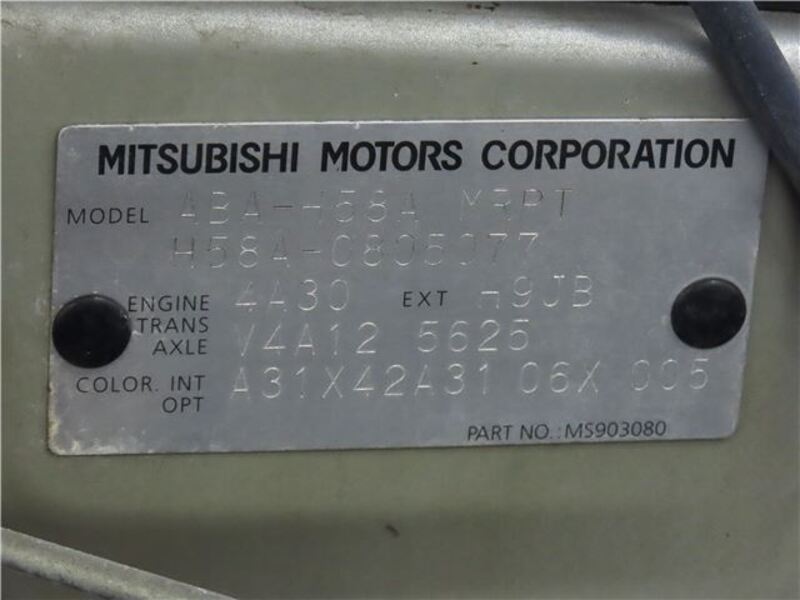 MITSUBISHI MOTORS CORPORATION
MODEL ABA-H58A MRPT
H58A-0805077
ENGINE 4A30 EXT H9JB
TRANS
AXLE V4A12 5625
COLOR. INT A31X42A31 06X 005
OPT
PART NO.:MS903080